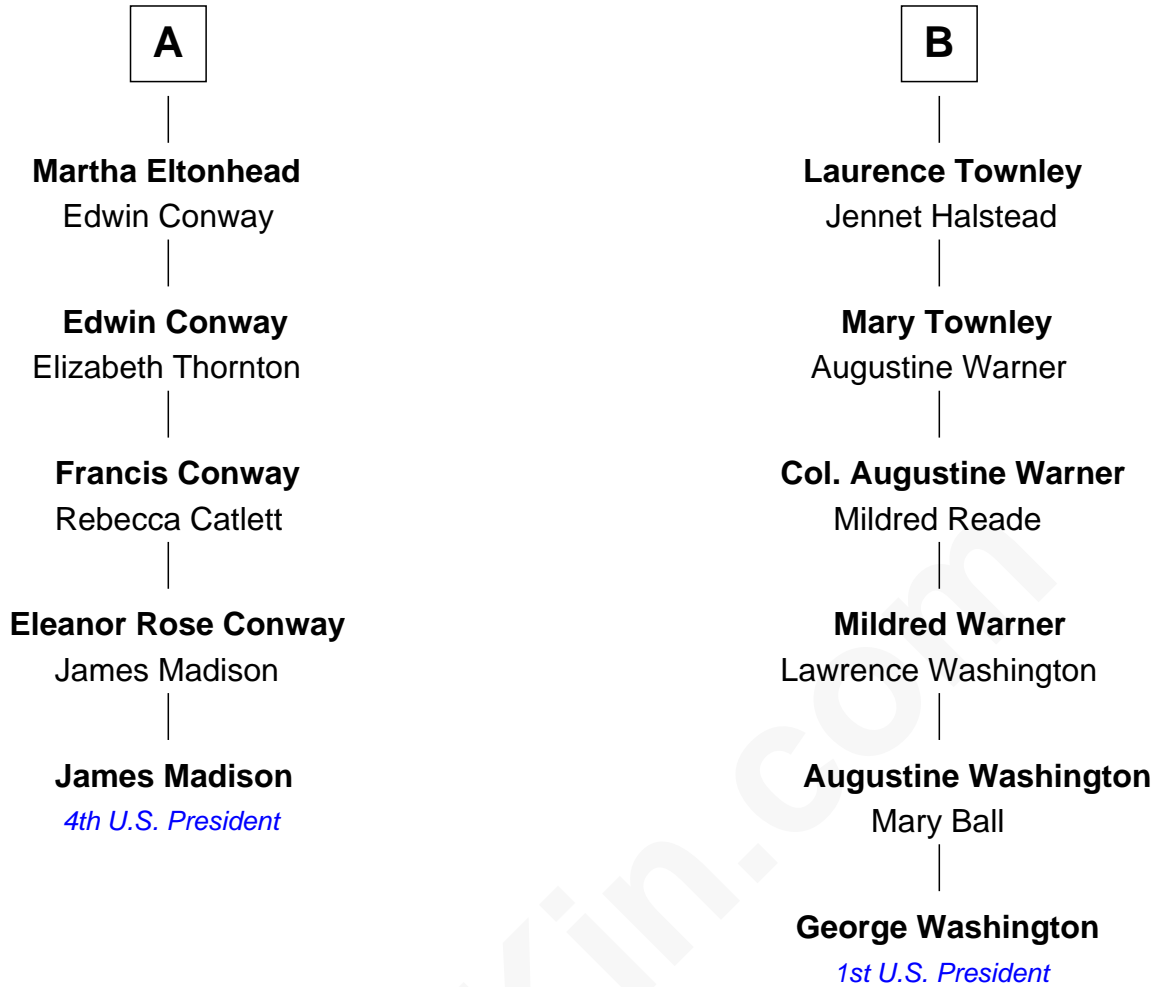 A
Martha Eltonhead
Edwin Conway
Edwin Conway
Elizabeth Thornton
Francis Conway
Rebecca Catlett
Eleanor Rose Conway
James Madison
James Madison
4th U.S. President
B
Laurence Townley
Jennet Halstead
Mary Townley
Augustine Warner
Col. Augustine Warner
Mildred Reade
Mildred Warner
Lawrence Washington
Augustine Washington
Mary Ball
George Washington
1st U.S. President
Kin.com